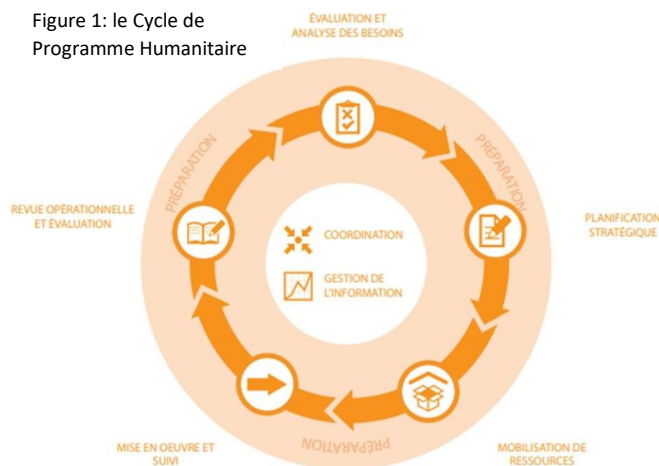 Figure 1: le Cycle de
Programme Humanitaire
ÉVALUATION ET
ANALYSE DES BESOINS
PRÉPARATION
PRÉPARATION
REVUE OPÉRATIONNELLE
ET ÉVALUATION
PLANIFICATION
STRATÉGIQUE
COORDINATION
GESTION DE
L'INFORMATION
PRÉPARATION
MISE EN OEUVRE ET
SUIVI
MOBILISATION DE
RESSOURCES